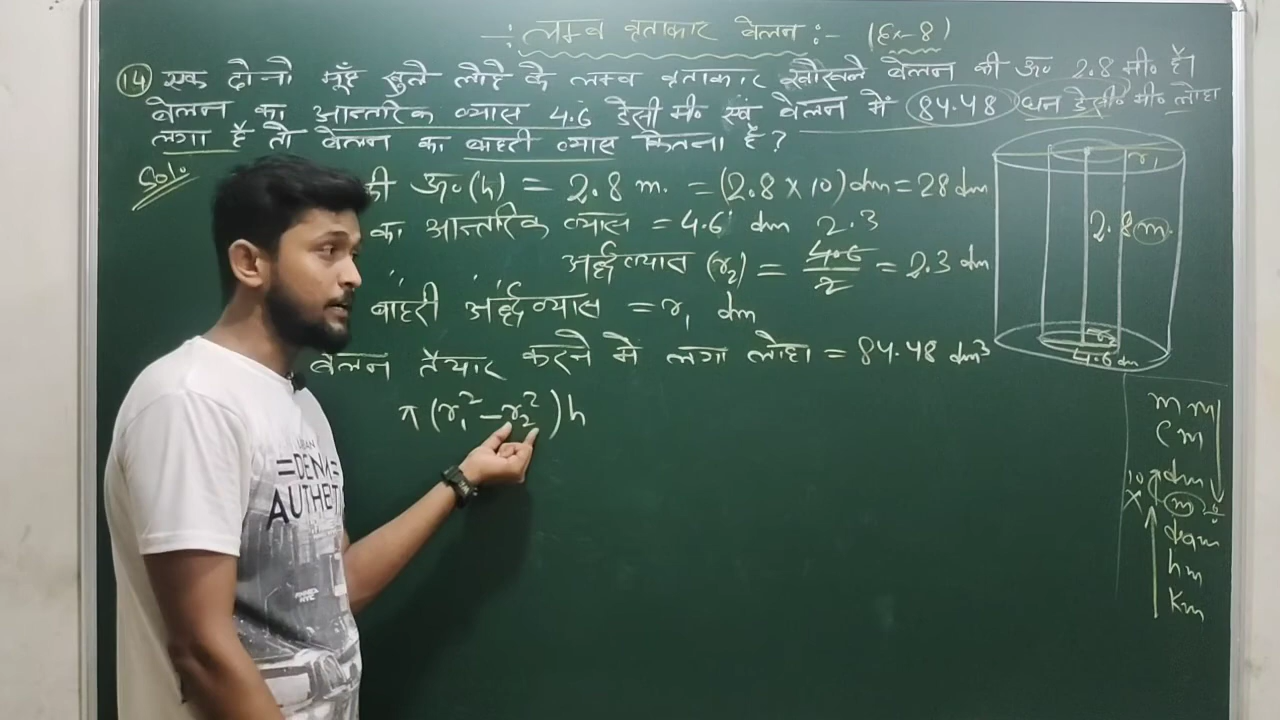 -: लम्ब वृताकार बेलन :- (Ex-8)
14 एक दोनो मूँह खुले लोहे के लम्ब वृताकार खोखले बेलन की ऊ० 2.8 मी० है।
बेलन का आन्तरिक व्यास 4.6 डेसी मी० एवं बेलन में 84.48 घन डेसी० मी० लोहा
लगा है तो बेलन का बाहरी व्यास कितना है?
Sol:
की ऊ० (h) = 2.8 m. = (2.8 × 10) dm = 28 dm
का आन्तरिक व्यास = 4.6 dm
अर्द्धव्यास (r₂) = 4.6/2 = 2.3 dm
2.3
बाहरी अर्द्धव्यास = r₁ dm
बेलन तैयार करने मे लगा लोहा = 84.48 dm³
π (r₁² - r₂²) h
r₁
2.8 m.
r₂
4.6 dm
mm
cm
10 × dm
m
dam
hm
Km
DENA
AUTHENTI